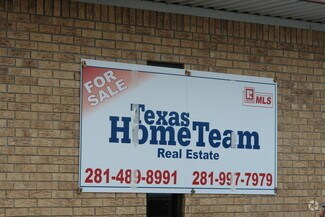 FOR
SALE
Texas
HomeTeam
Real Estate
281-489-8991 281-997-7979
MLS